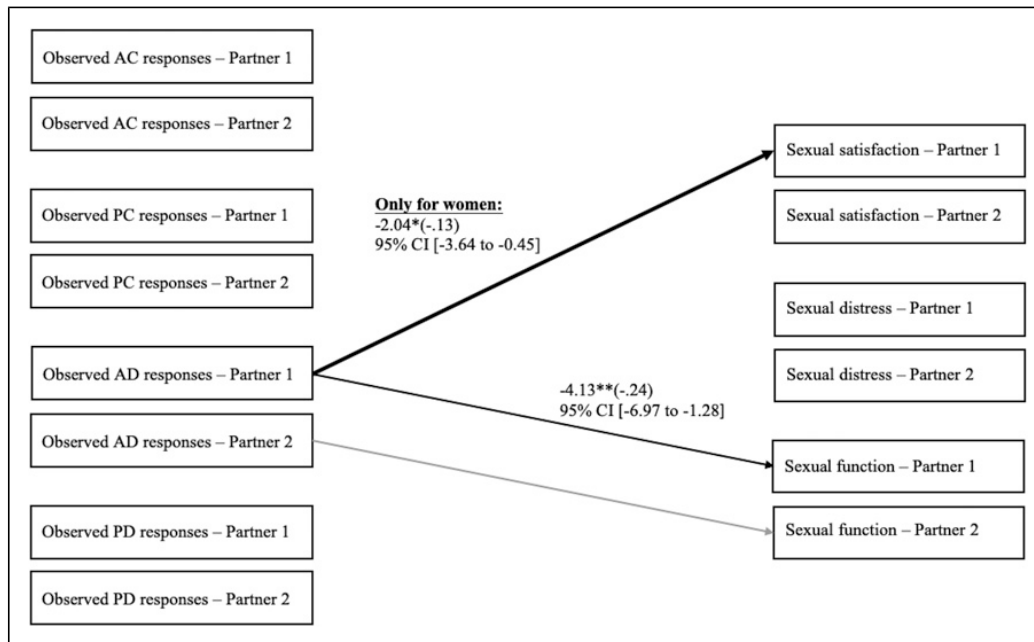 Observed AC responses – Partner 1
Observed AC responses – Partner 2
Observed PC responses – Partner 1
Observed PC responses – Partner 2
Observed AD responses – Partner 1
Observed AD responses – Partner 2
Observed PD responses – Partner 1
Observed PD responses – Partner 2
Only for women:
-2.04*(-.13)
95% CI [-3.64 to -0.45]
-4.13**(-.24)
95% CI [-6.97 to -1.28]
Sexual satisfaction – Partner 1
Sexual satisfaction – Partner 2
Sexual distress – Partner 1
Sexual distress – Partner 2
Sexual function – Partner 1
Sexual function – Partner 2